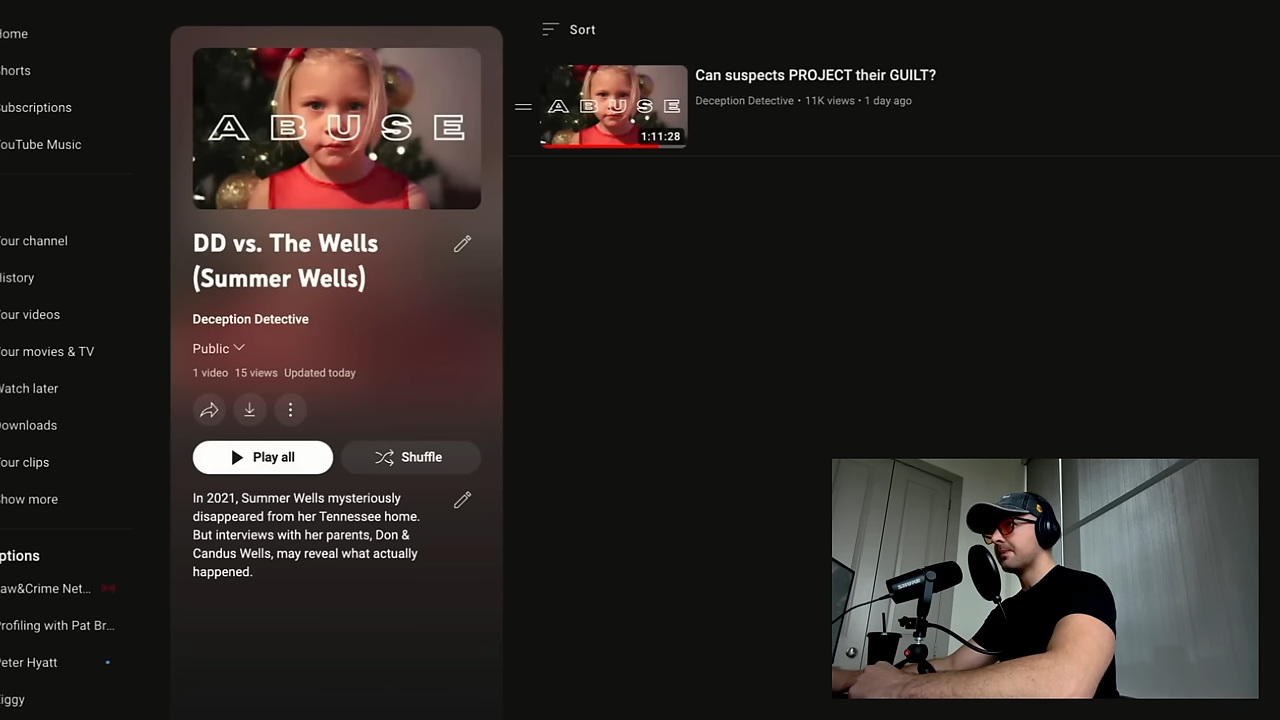 ome
horts
ubscriptions
ouTube Music
our channel
istory
our videos
our movies & TV
atch later
ownloads
our clips
how more
ptions
aw&Crime Net...
rofiling with Pat Br...
eter Hyatt
iggy
ABUSE
DD vs. The Wells
(Summer Wells)
Deception Detective
Public
1 video 15 views Updated today
Play all
Shuffle
In 2021, Summer Wells mysteriously
disappeared from her Tennessee home.
But interviews with her parents, Don &
Candus Wells, may reveal what actually
happened.
Sort
ABUSE
1:11:28
Can suspects PROJECT their GUILT?
Deception Detective • 11K views • 1 day ago
SHURE